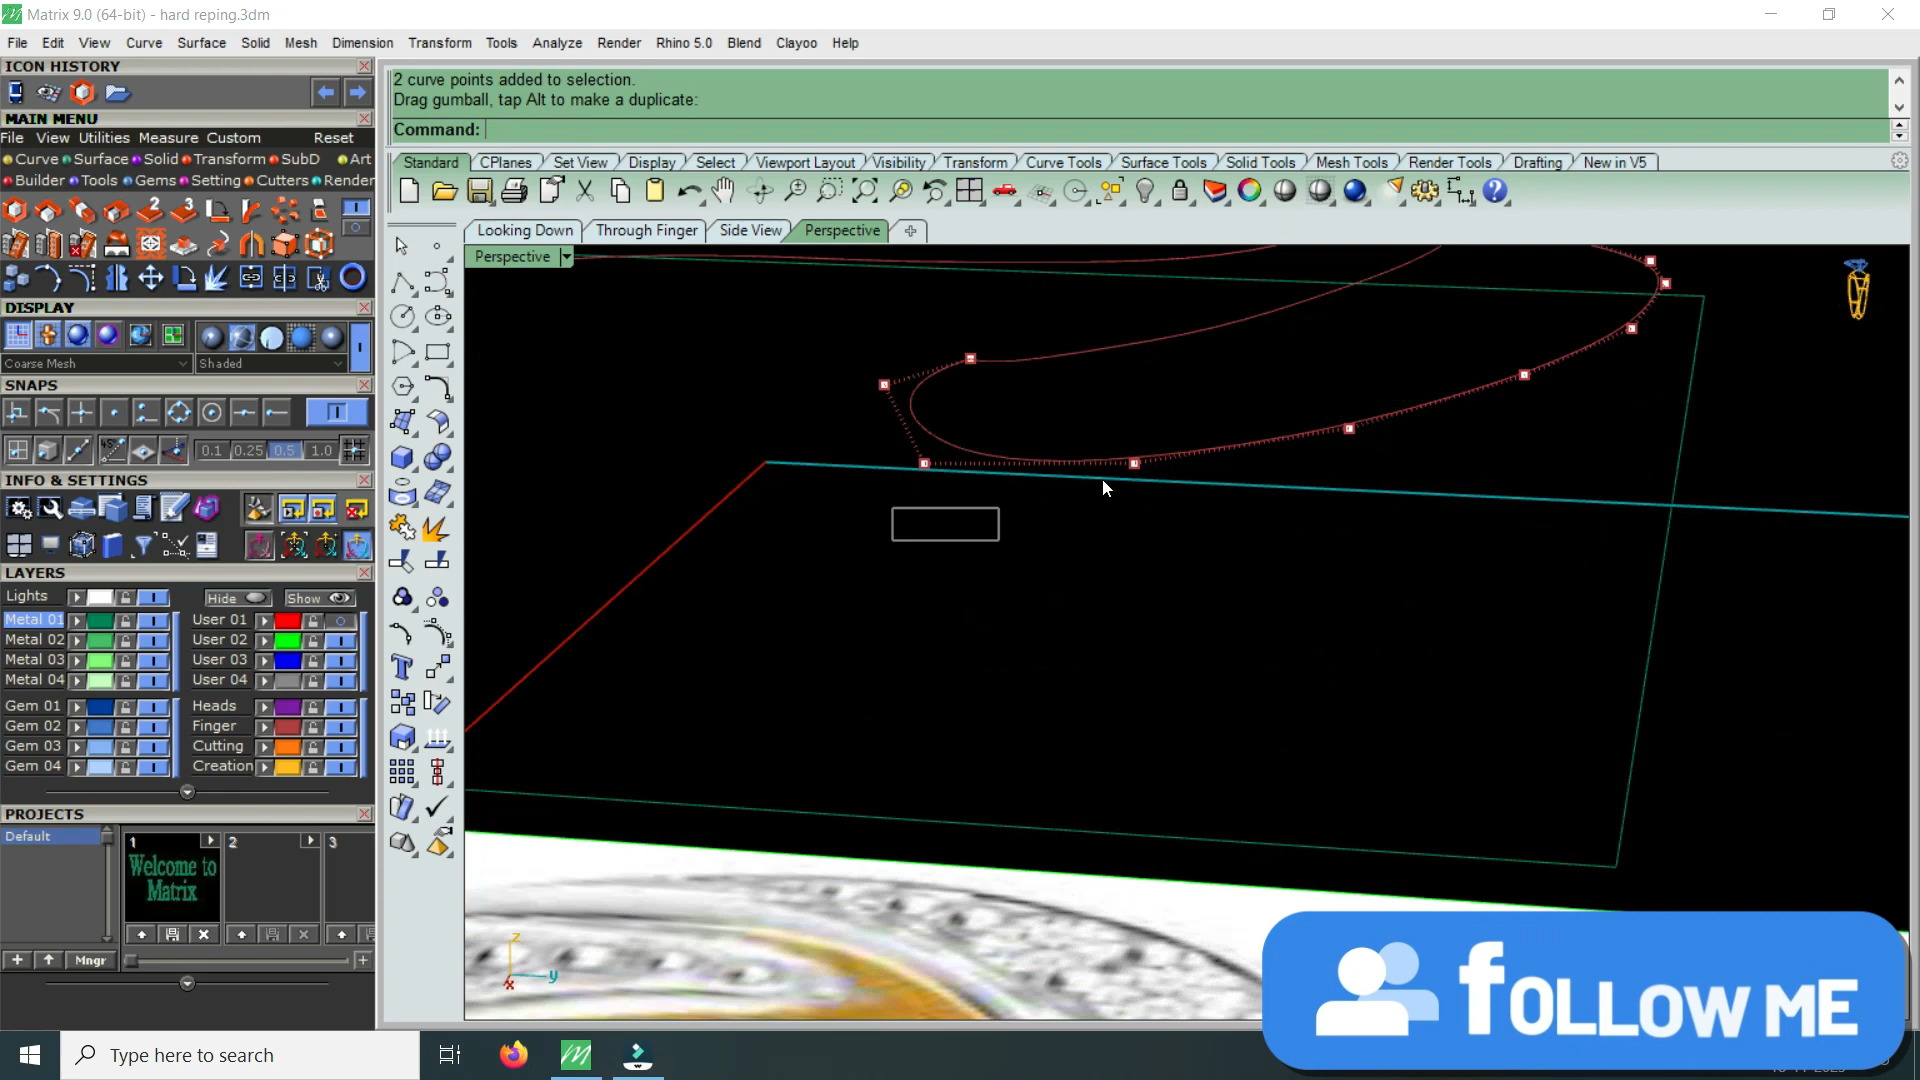 Matrix 9.0 (64-bit) - hard reping.3dm
File Edit View Curve Surface Solid Mesh Dimension Transform Tools Analyze Render Rhino 5.0 Blend Clayoo Help
ICON HISTORY
2 curve points added to selection.
Drag gumball, tap Alt to make a duplicate:
Command:
MAIN MENU
File View Utilities Measure Custom Reset
Curve Surface Solid Transform SubD Art
Builder Tools Gems Setting Cutters Render
Standard CPlanes Set View Display Select Viewport Layout Visibility Transform Curve Tools Surface Tools Solid Tools Mesh Tools Render Tools Drafting New in V5
Looking Down Through Finger Side View Perspective
Perspective
DISPLAY
Coarse Mesh Shaded
SNAPS
0.1 0.25 0.5 1.0
INFO & SETTINGS
LAYERS
Lights Hide Show
Metal 01 User 01
Metal 02 User 02
Metal 03 User 03
Metal 04 User 04
Gem 01 Heads
Gem 02 Finger
Gem 03 Cutting
Gem 04 Creation
PROJECTS
Default
1 2 3
Welcome to
Matrix
Mngr
z
y
x
FOLLOW ME
Type here to search